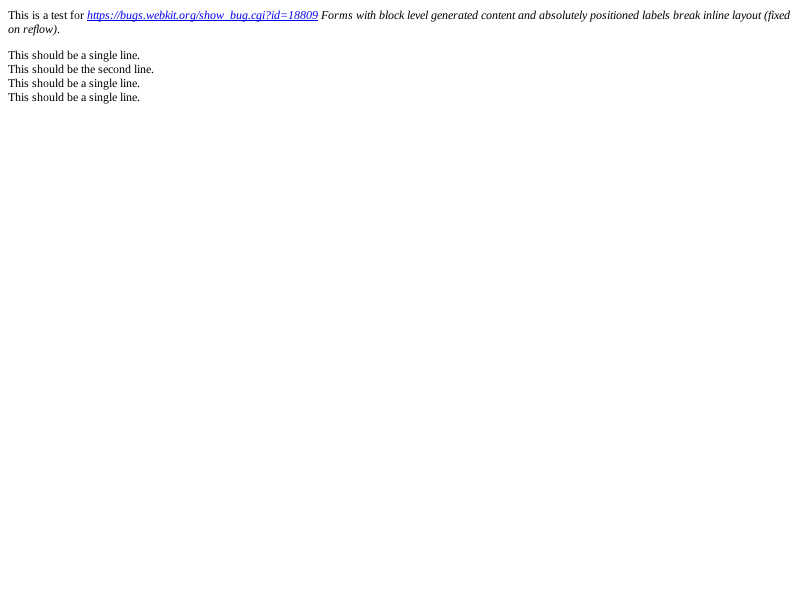 This is a test for https://bugs.webkit.org/show_bug.cgi?id=18809 Forms with block level generated content and absolutely positioned labels break inline layout (fixed
on reflow).
This should be a single line.
This should be the second line.
This should be a single line.
This should be a single line.